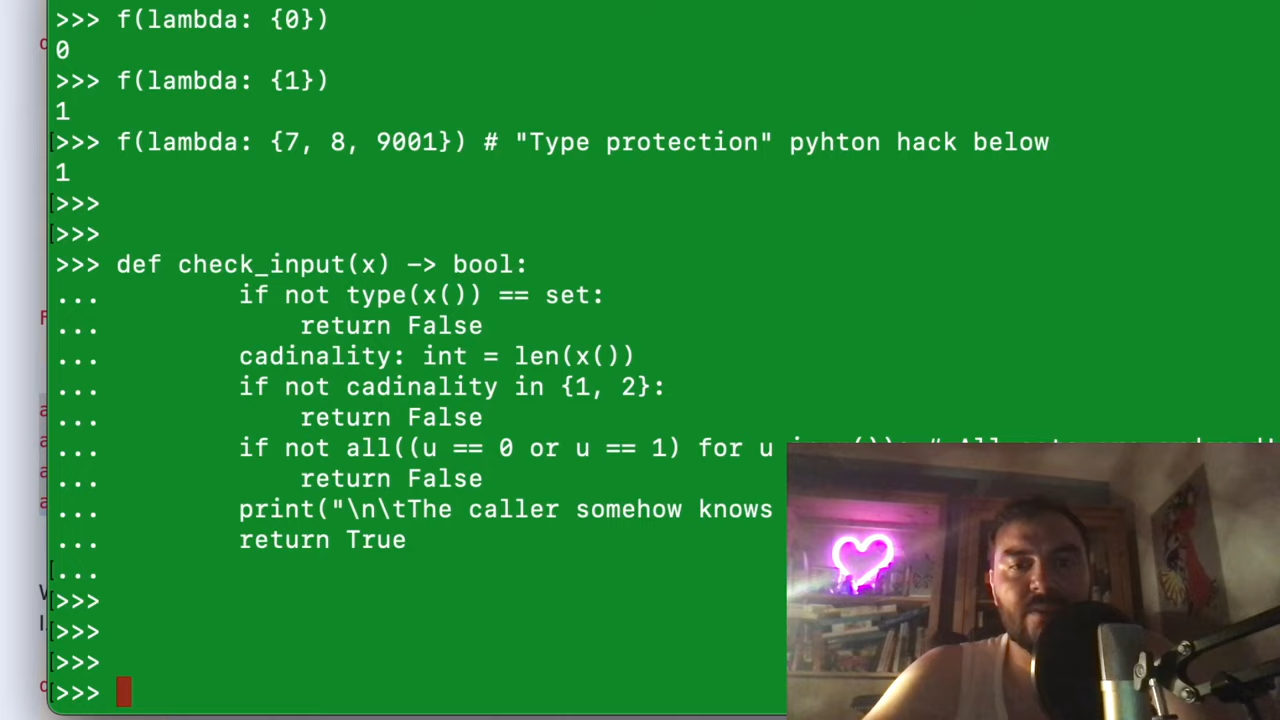 >>> f(lambda: {0})
0
>>> f(lambda: {1})
1
[>>> f(lambda: {7, 8, 9001}) # "Type protection" pyhton hack below
1
[>>>
[>>>
>>> def check_input(x) -> bool:
... if not type(x()) == set:
... return False
... cadinality: int = len(x())
... if not cadinality in {1, 2}:
... return False
... if not all((u == 0 or u == 1) for u
... return False
... print("\n\tThe caller somehow knows
... return True
[...
[>>>
[>>>
[>>>
[>>>